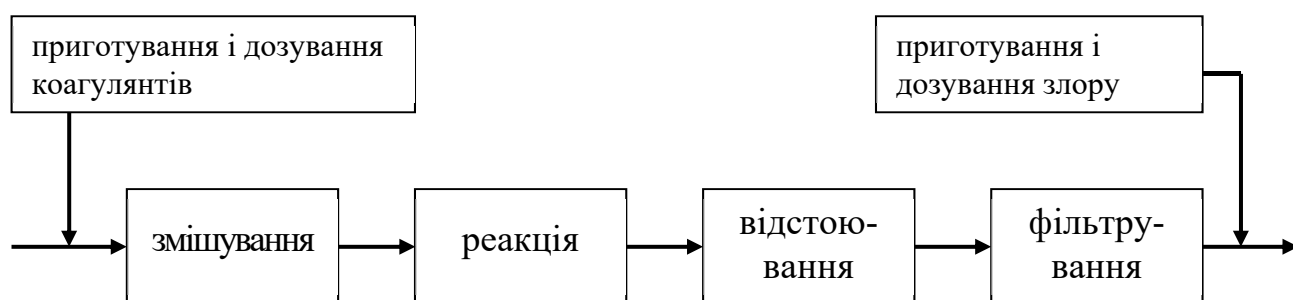 приготування і дозування
коагулянтів
приготування і
дозування злору
змішування
реакція
відстою-
вання
фільтру-
вання